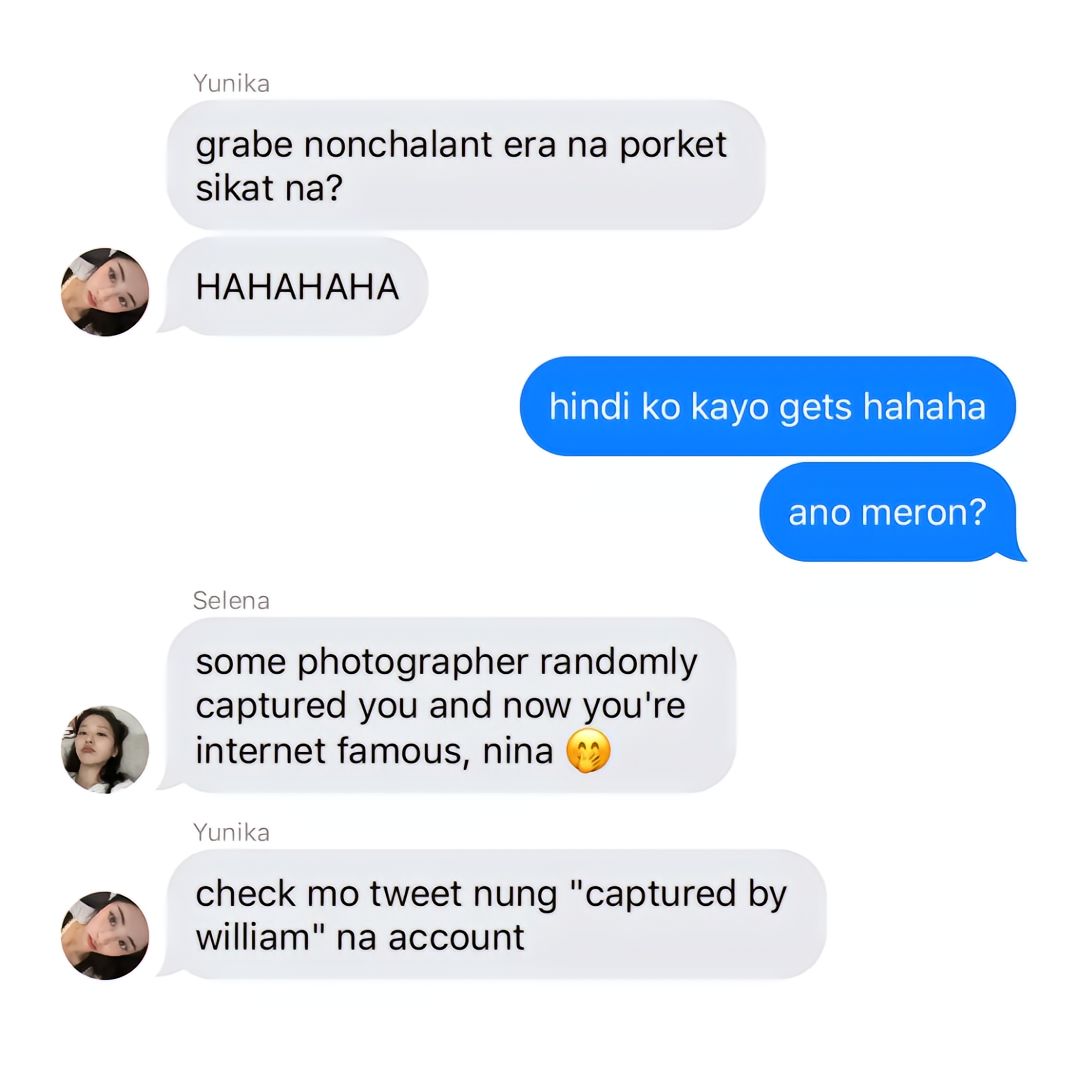 Yunika
grabe nonchalant era na porket
sikat na?
HAHAHAHA
hindi ko kayo gets hahaha
ano meron?
Selena
some photographer randomly
captured you and now you're
internet famous, nina 🤭
Yunika
check mo tweet nung "captured by
william" na account